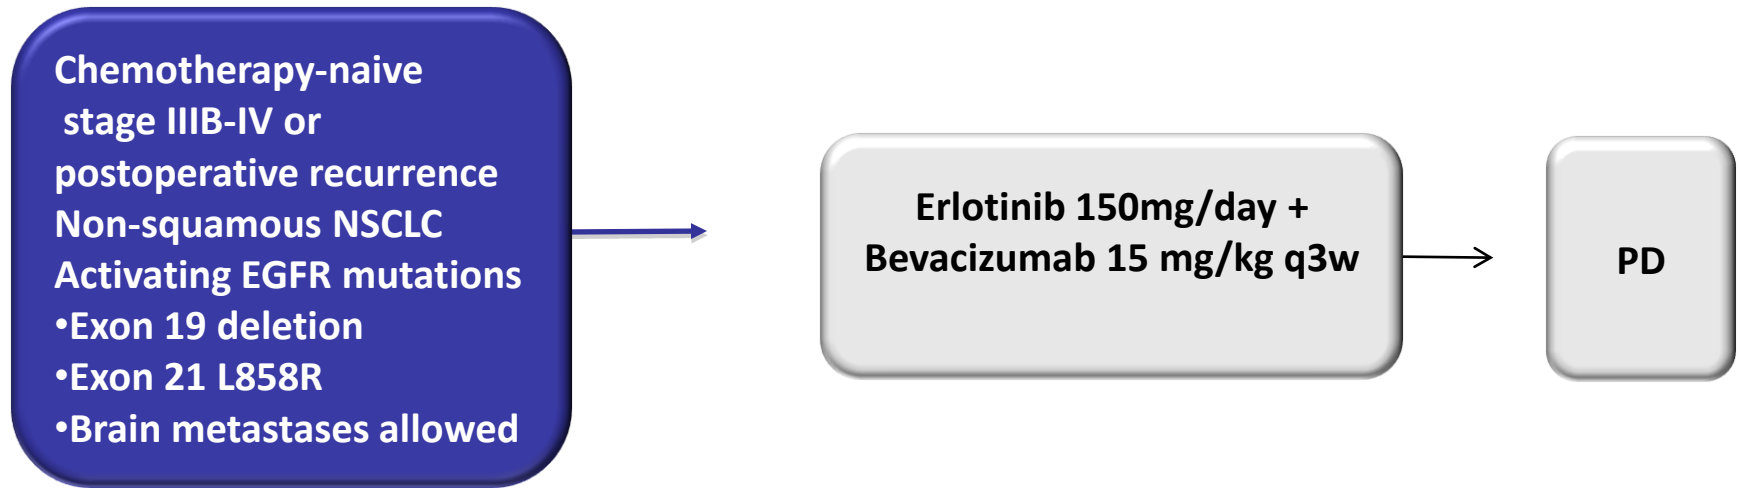 Chemotherapy-naive
stage IIIB-IV or
postoperative recurrence
Non-squamous NSCLC
Activating EGFR mutations
•Exon 19 deletion
•Exon 21 L858R
•Brain metastases allowed
Erlotinib 150mg/day +
Bevacizumab 15 mg/kg q3w
PD